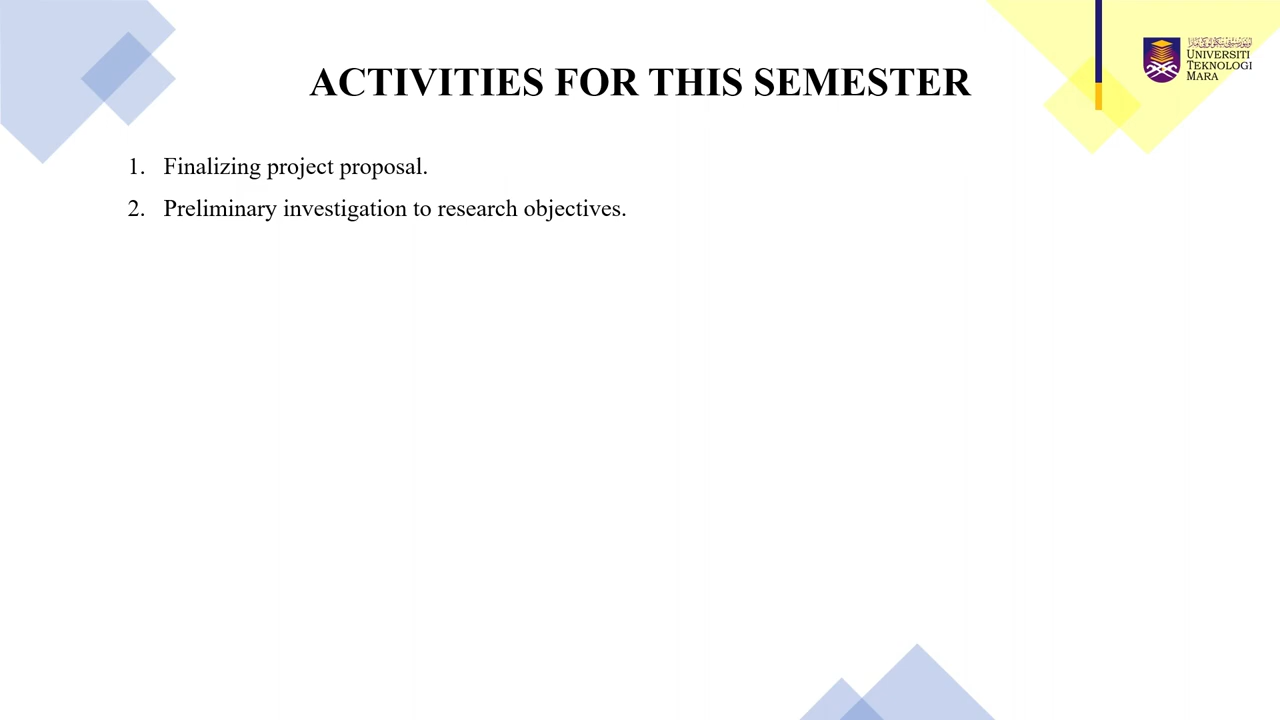 ACTIVITIES FOR THIS SEMESTER
UNIVERSITI
TEKNOLOGI
MARA
1. Finalizing project proposal.
2. Preliminary investigation to research objectives.